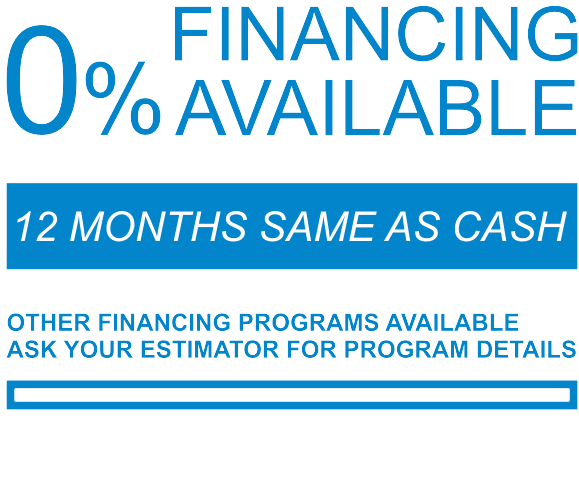 0% FINANCING
AVAILABLE
12 MONTHS SAME AS CASH
OTHER FINANCING PROGRAMS AVAILABLE
ASK YOUR ESTIMATOR FOR PROGRAM DETAILS